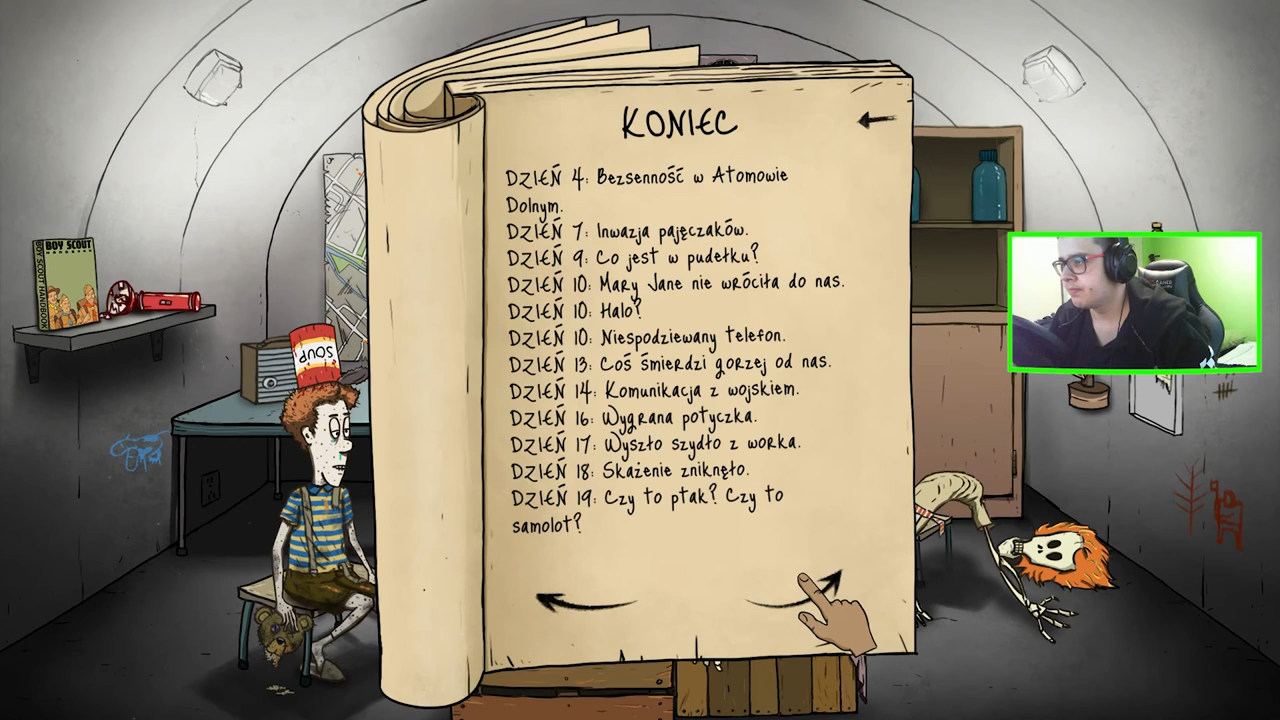 KONIEC
DZIEŃ 4: Bezsenność w Atomowie
Dolnym.
DZIEŃ 7: Inwazja pajęczaków.
DZIEŃ 9: Co jest w pudełku?
DZIEŃ 10: Mary Jane nie wróciła do nas.
DZIEŃ 10: Halo?
DZIEŃ 10: Niespodziewany telefon.
DZIEŃ 13: Coś śmierdzi gorzej od nas.
DZIEŃ 14: Komunikacja z wojskiem.
DZIEŃ 16: Wygrana potyczka.
DZIEŃ 17: Wyszło szydło z worka.
DZIEŃ 18: Skażenie zniknęło.
DZIEŃ 19: Czy to ptak? Czy to
samolot?
BOY SCOUT
BOY SCOUT HANDBOOK
SOUP